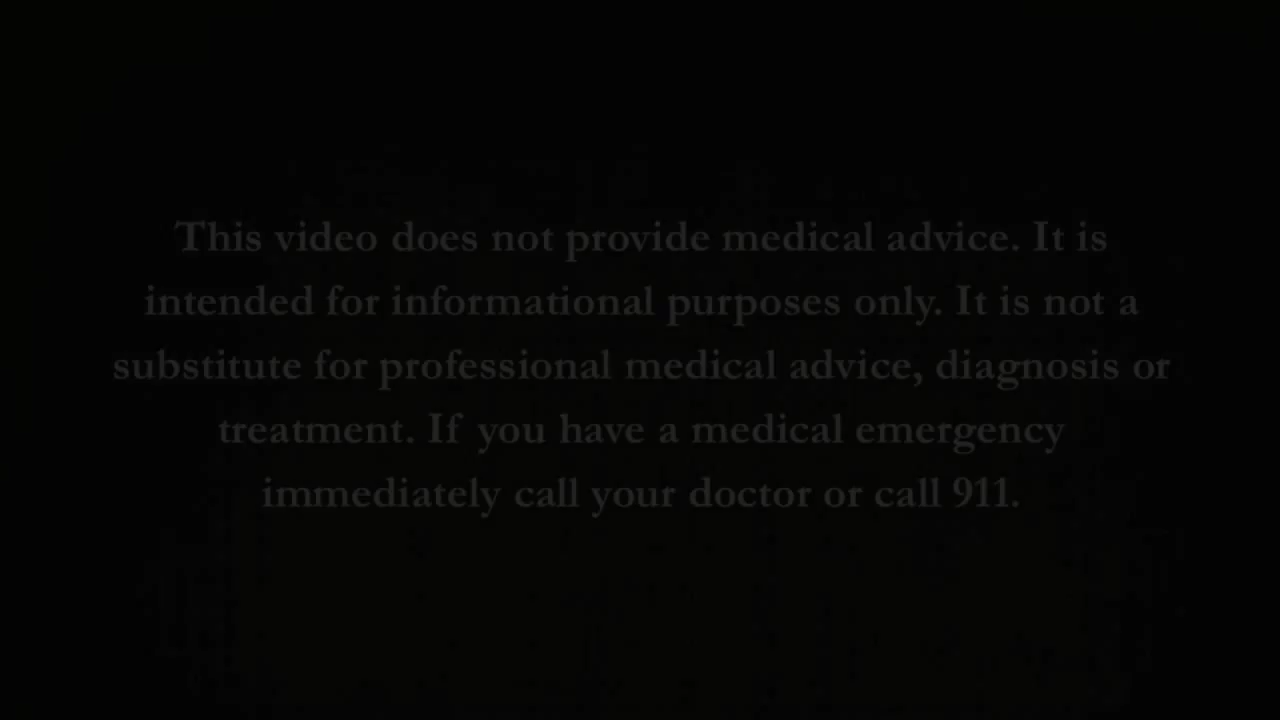 This video does not provide medical advice. It is
intended for informational purposes only. It is not a
substitute for professional medical advice, diagnosis or
treatment. If you have a medical emergency
immediately call your doctor or call 911.